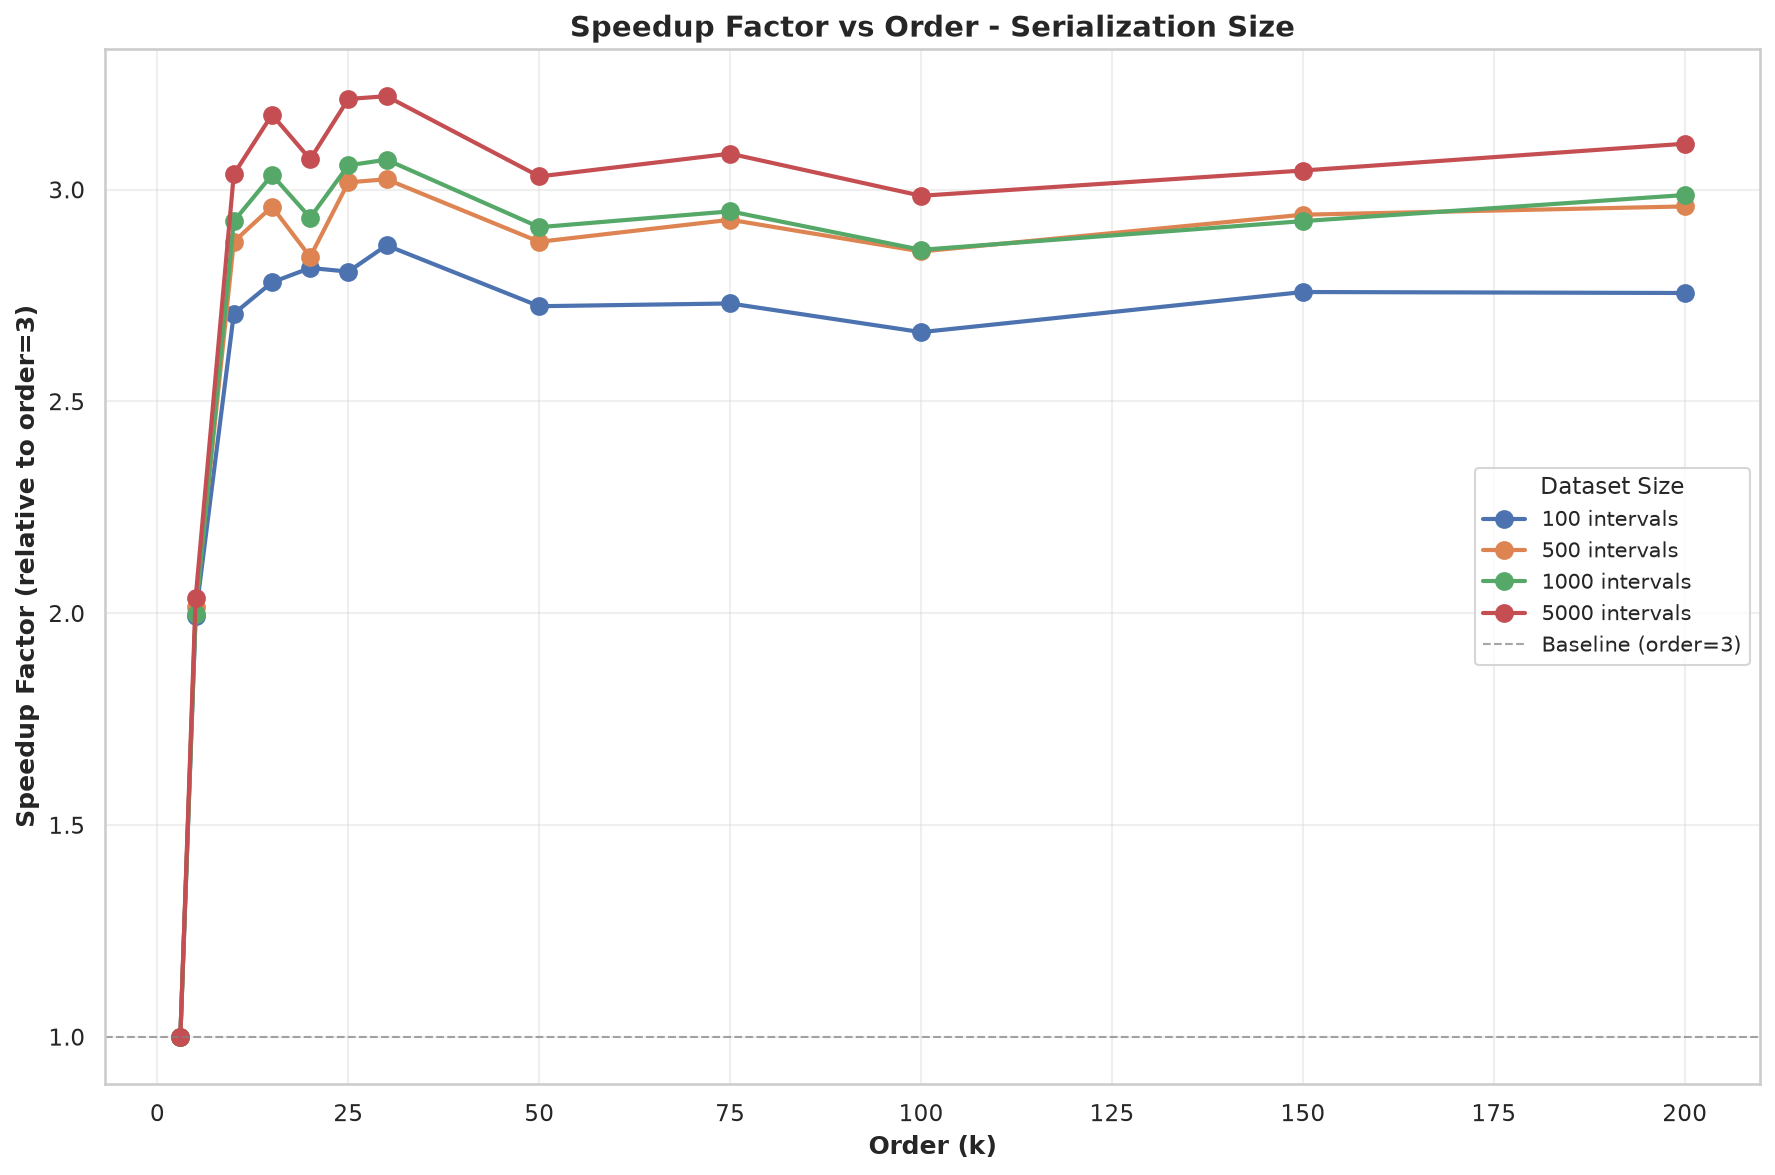 Speedup Factor vs Order - Serialization Size
Speedup Factor (relative to order=3)
3.0
2.5
2.0
1.5
1.0
Dataset Size
100 intervals
500 intervals
1000 intervals
5000 intervals
Baseline (order=3)
0 25 50 75 100 125 150 175 200
Order (k)